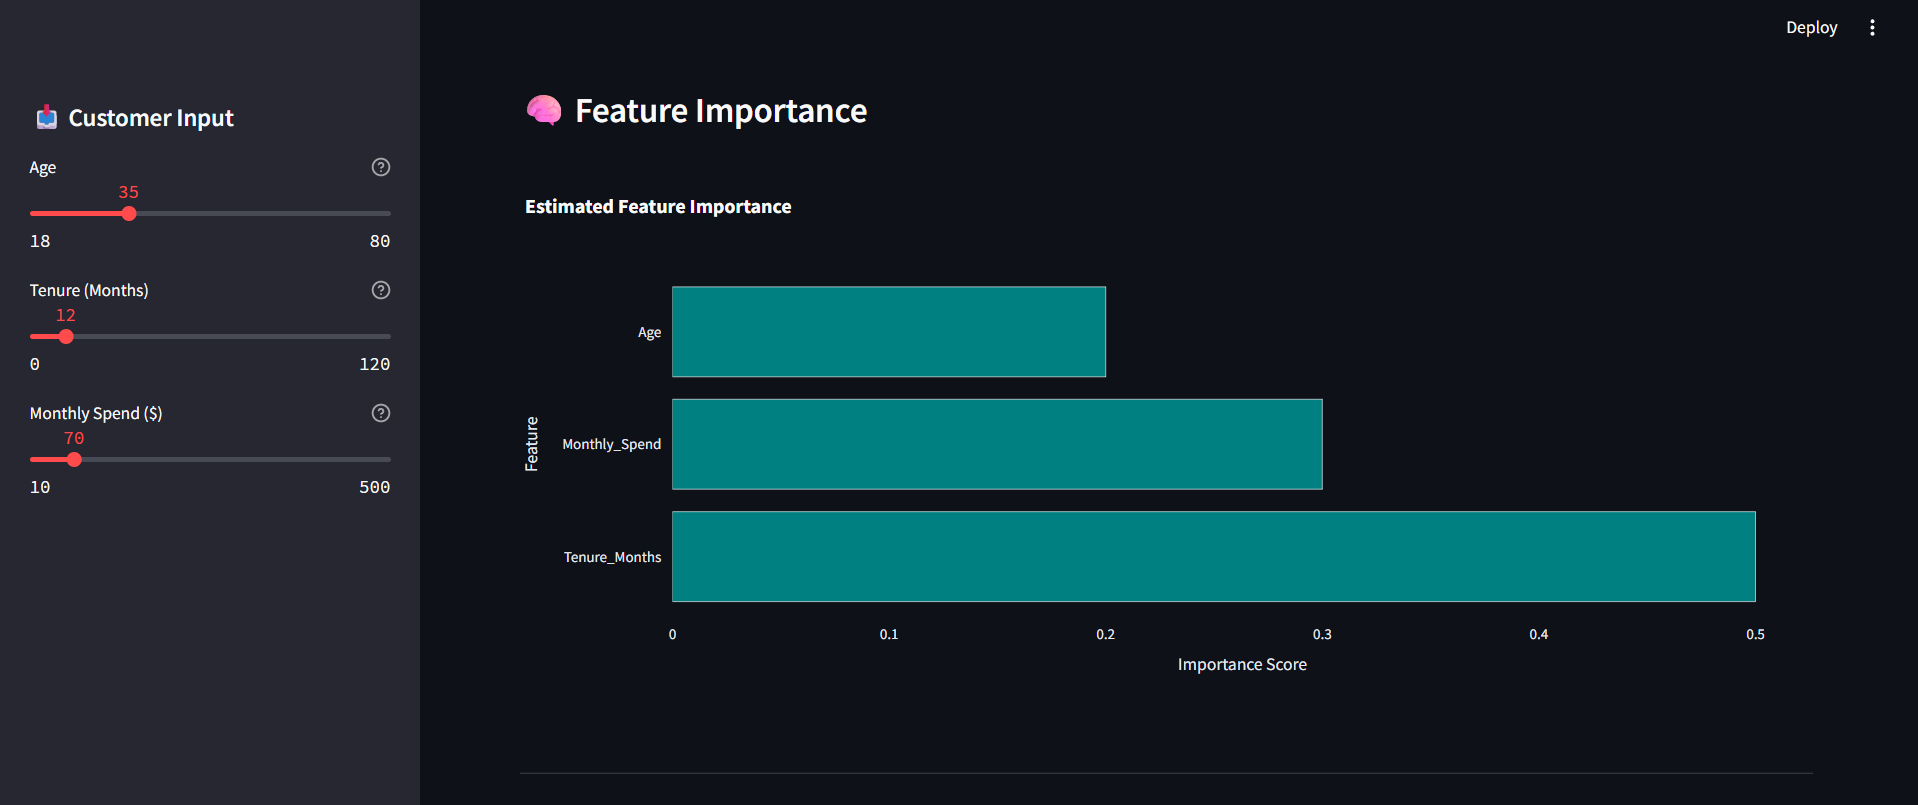 Deploy
Customer Input
Age
35
18 80
Tenure (Months)
12
0 120
Monthly Spend ($)
70
10 500
Feature Importance
Estimated Feature Importance
Feature
Age
Monthly_Spend
Tenure_Months
0 0.1 0.2 0.3 0.4 0.5
Importance Score